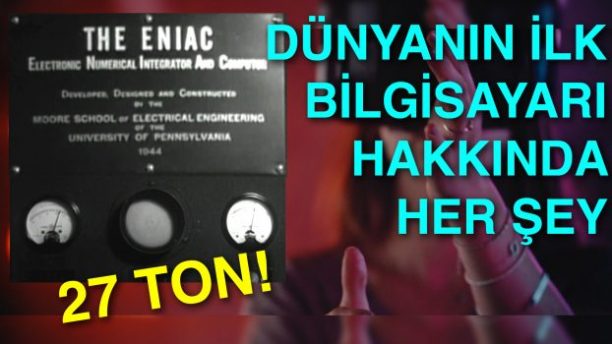 THE ENIAC
ELECTRONIC NUMERICAL INTEGRATOR AND COMPUTER
DEVELOPED, DESIGNED AND CONSTRUCTED
BY THE
MOORE SCHOOL OF ELECTRICAL ENGINEERING
OF THE
UNIVERSITY OF PENNSYLVANIA
1944
DÜNYANIN İLK
BİLGİSAYARI
HAKKINDA
HER ŞEY
27 TON!